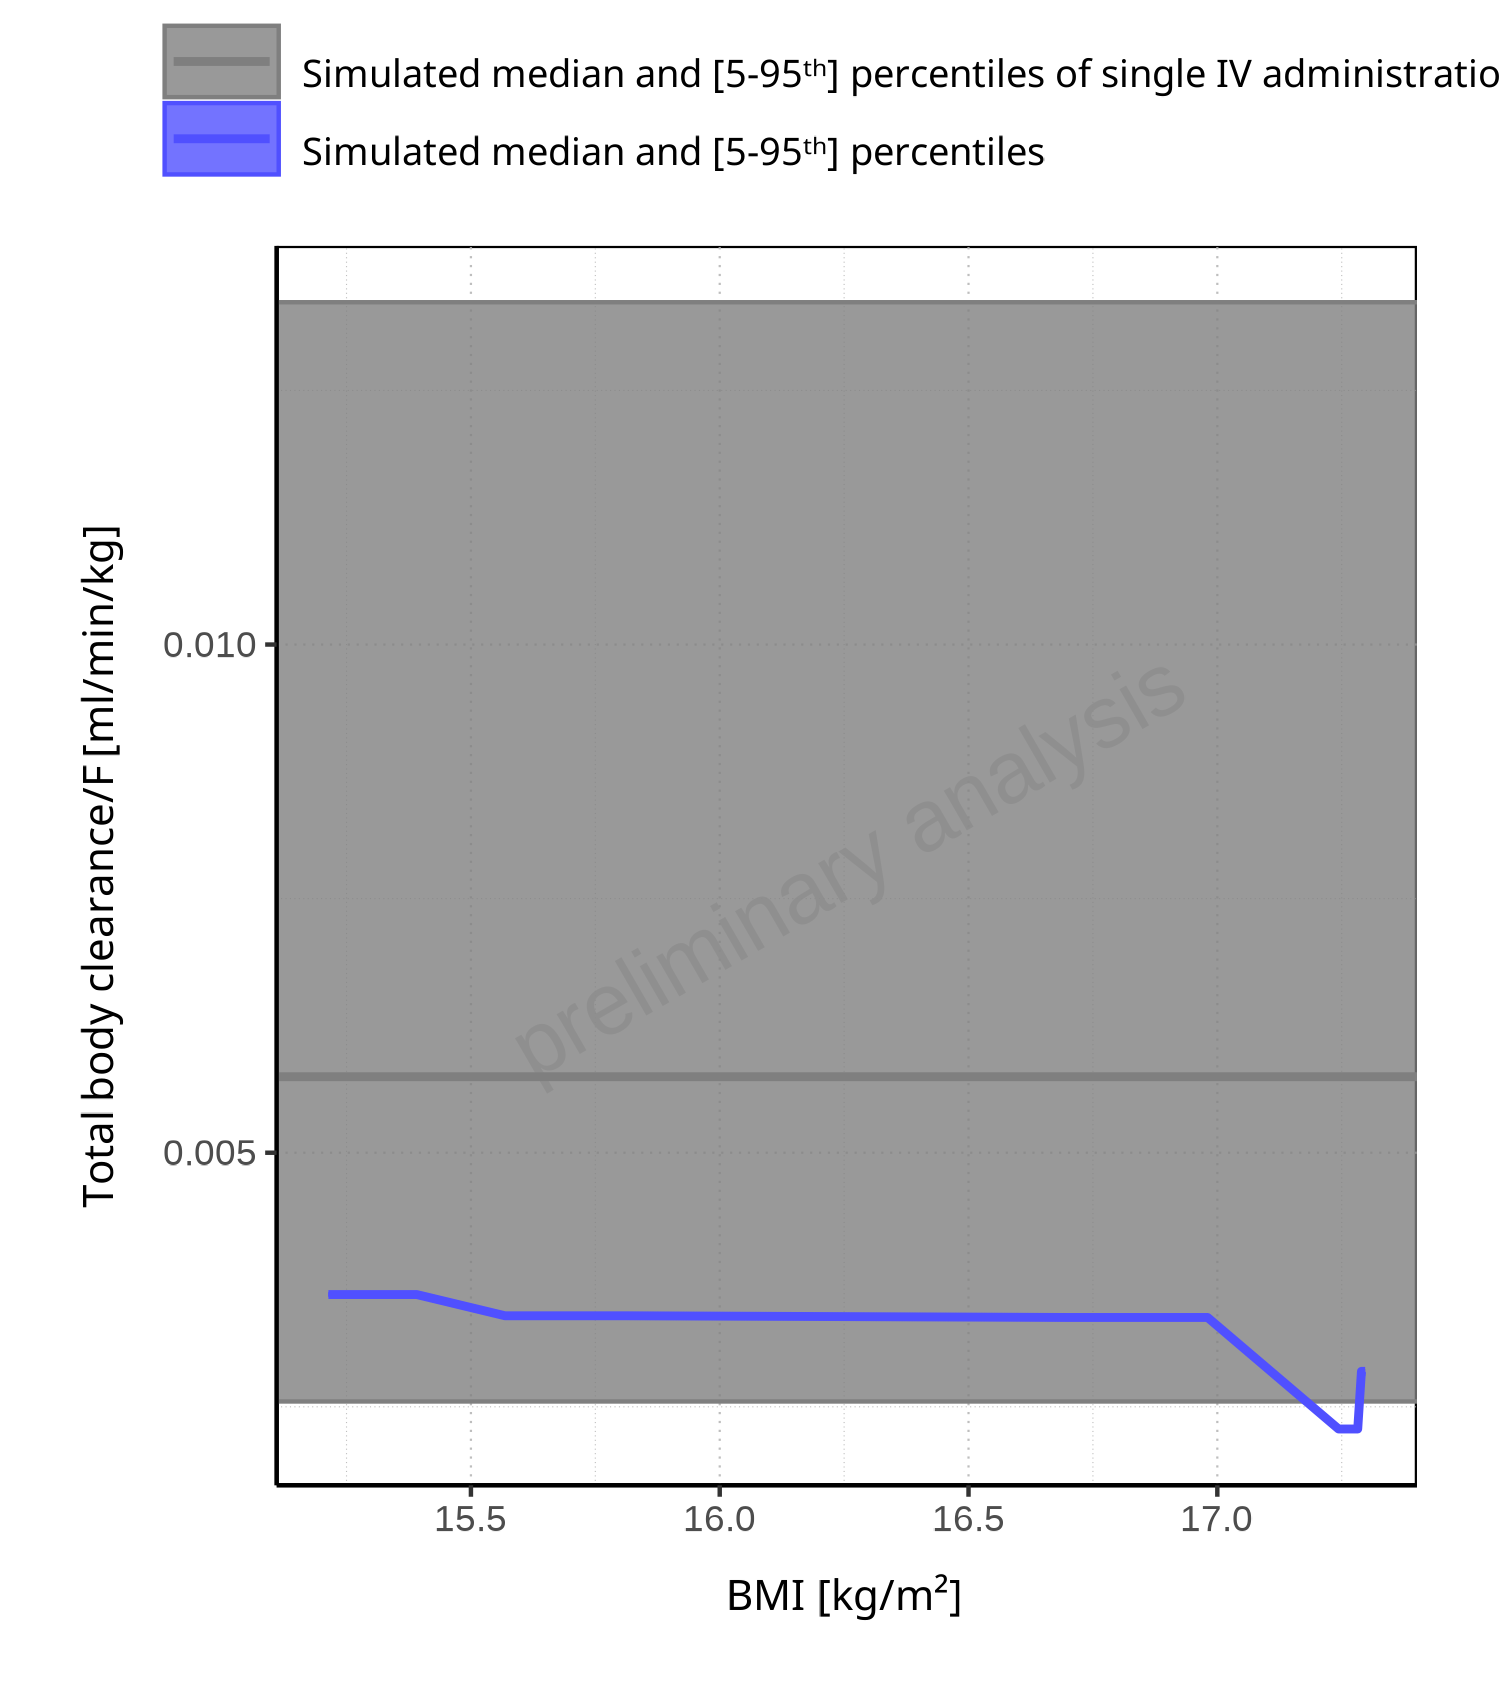 Simulated median and [5-95ᵗʰ] percentiles of single IV administratio
Simulated median and [5-95ᵗʰ] percentiles
Total body clearance/F [ml/min/kg]
0.010
preliminary analysis
0.005
15.5 16.0 16.5 17.0
BMI [kg/m²]